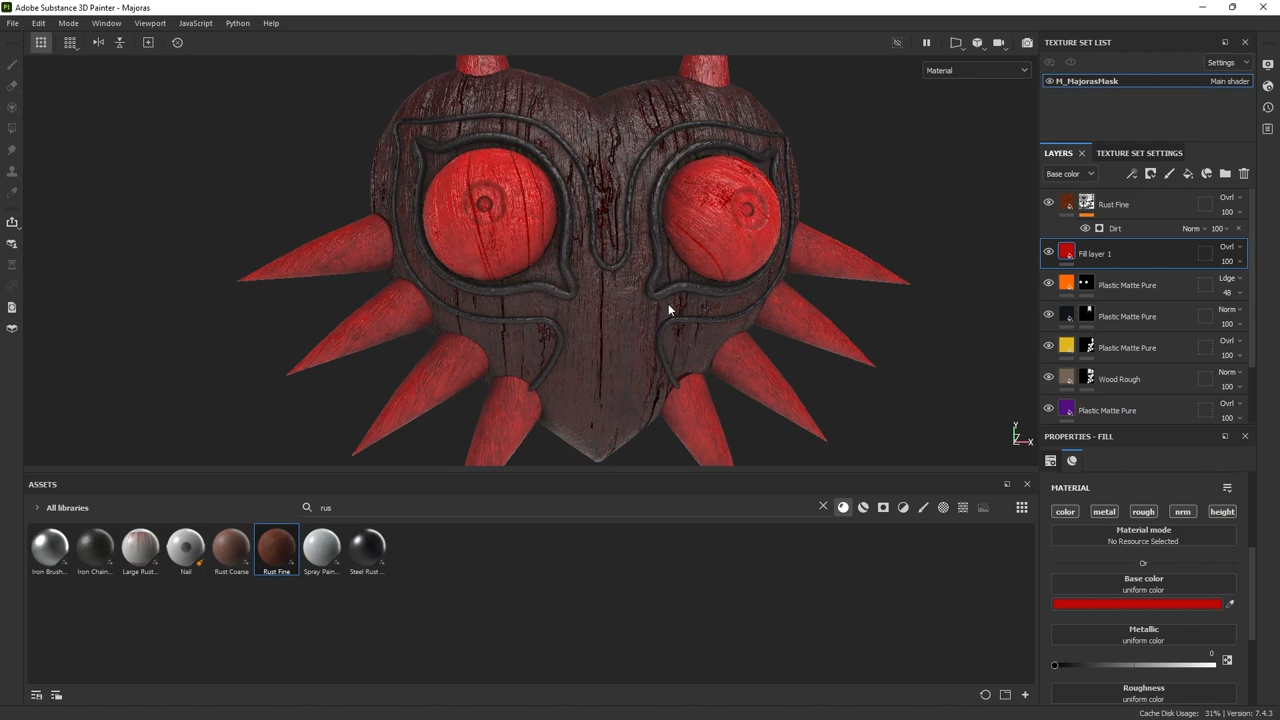 Adobe Substance 3D Painter - Majoras
File Edit Mode Window Viewport JavaScript Python Help
Material
TEXTURE SET LIST
Settings
M_MajorasMask Main shader
LAYERS TEXTURE SET SETTINGS
Base color
Rust Fine Ovrl 100
Dirt Norm 100
Fill layer 1 Ovrl 100
Plastic Matte Pure Ldge 48
Plastic Matte Pure Norm 100
Plastic Matte Pure Ovrl 100
Wood Rough Norm 100
Plastic Matte Pure Ovrl 100
Y
Z X
PROPERTIES - FILL
MATERIAL
color metal rough nrm height
Material mode
No Resource Selected
Or
Base color
uniform color
Metallic
uniform color
0
Roughness
uniform color
ASSETS
All libraries
rus
Iron Brush... Iron Chain... Large Rust... Nail Rust Coarse Rust Fine Spray Pain... Steel Rust ...
Cache Disk Usage: 31% | Version: 7.4.3